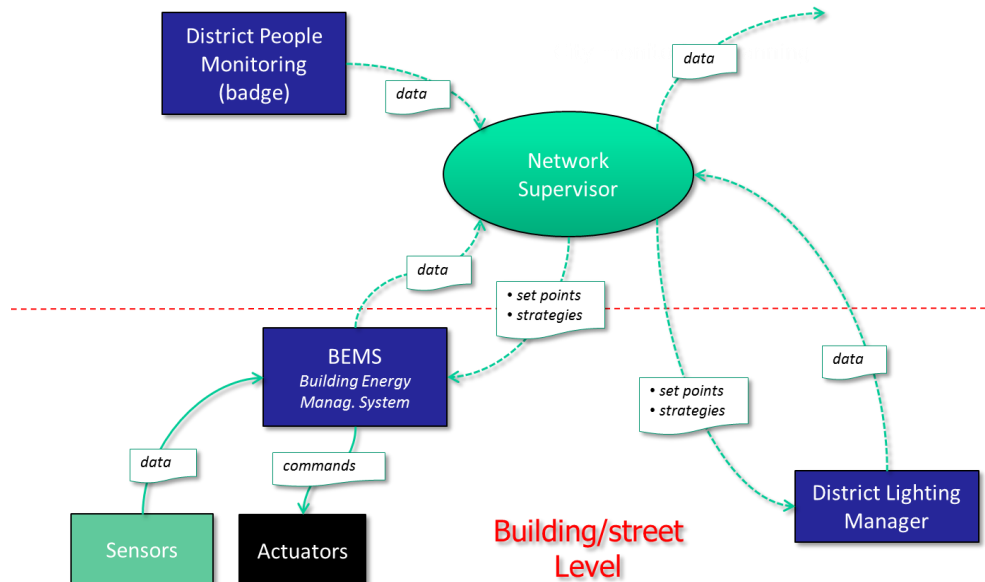 District People
Monitoring
(badge)
data
data
Network
Supervisor
data
• set points
• strategies
BEMS
Building Energy
Manag. System
data
• set points
• strategies
data
commands
District Lighting
Manager
Sensors
Actuators
Building/street
Level